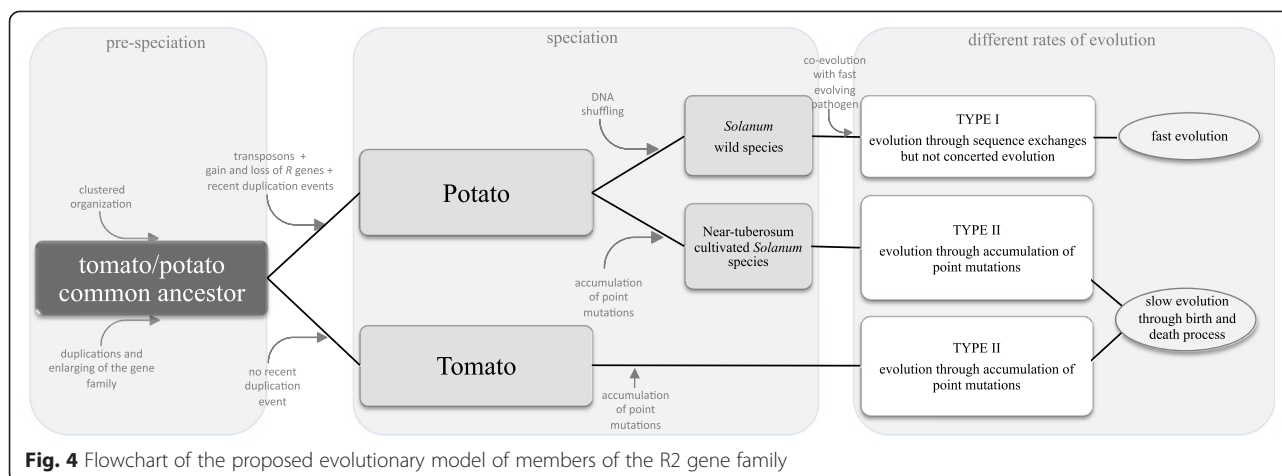 pre-speciation
speciation
different rates of evolution
clustered
organization
tomato/potato
common ancestor
duplications and
enlarging of the gene
family
transposons +
gain and loss of R genes +
recent duplication events
no recent
duplication
event
Potato
Tomato
DNA
shuffling
accumulation
of point
mutations
accumulation
of point
mutations
Solanum
wild species
Near-tuberosum
cultivated Solanum
species
co-evolution
with fast
evolving
pathogen
TYPE I
evolution through sequence exchanges
but not concerted evolution
TYPE II
evolution through accumulation of
point mutations
TYPE II
evolution through accumulation of
point mutations
fast evolution
slow evolution
through birth and
death process
Fig. 4 Flowchart of the proposed evolutionary model of members of the R2 gene family